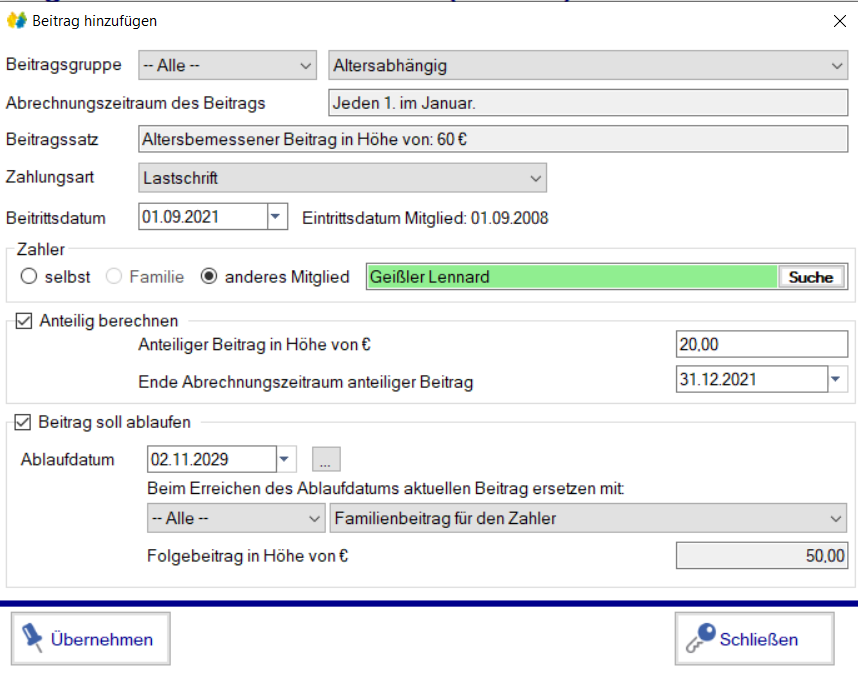 Beitrag hinzufügen
Beitragsgruppe -- Alle -- Altersabhängig
Abrechnungszeitraum des Beitrags Jeden 1. im Januar.
Beitragssatz Altersbemessener Beitrag in Höhe von: 60 €
Zahlungsart Lastschrift
Beitrittsdatum 01.09.2021 Eintrittsdatum Mitglied: 01.09.2008
Zahler
selbst Familie anderes Mitglied Geißler Lennard Suche
Anteilig berechnen
Anteiliger Beitrag in Höhe von € 20,00
Ende Abrechnungszeitraum anteiliger Beitrag 31.12.2021
Beitrag soll ablaufen
Ablaufdatum 02.11.2029 ...
Beim Erreichen des Ablaufdatums aktuellen Beitrag ersetzen mit:
-- Alle -- Familienbeitrag für den Zahler
Folgebeitrag in Höhe von € 50,00
Übernehmen Schließen